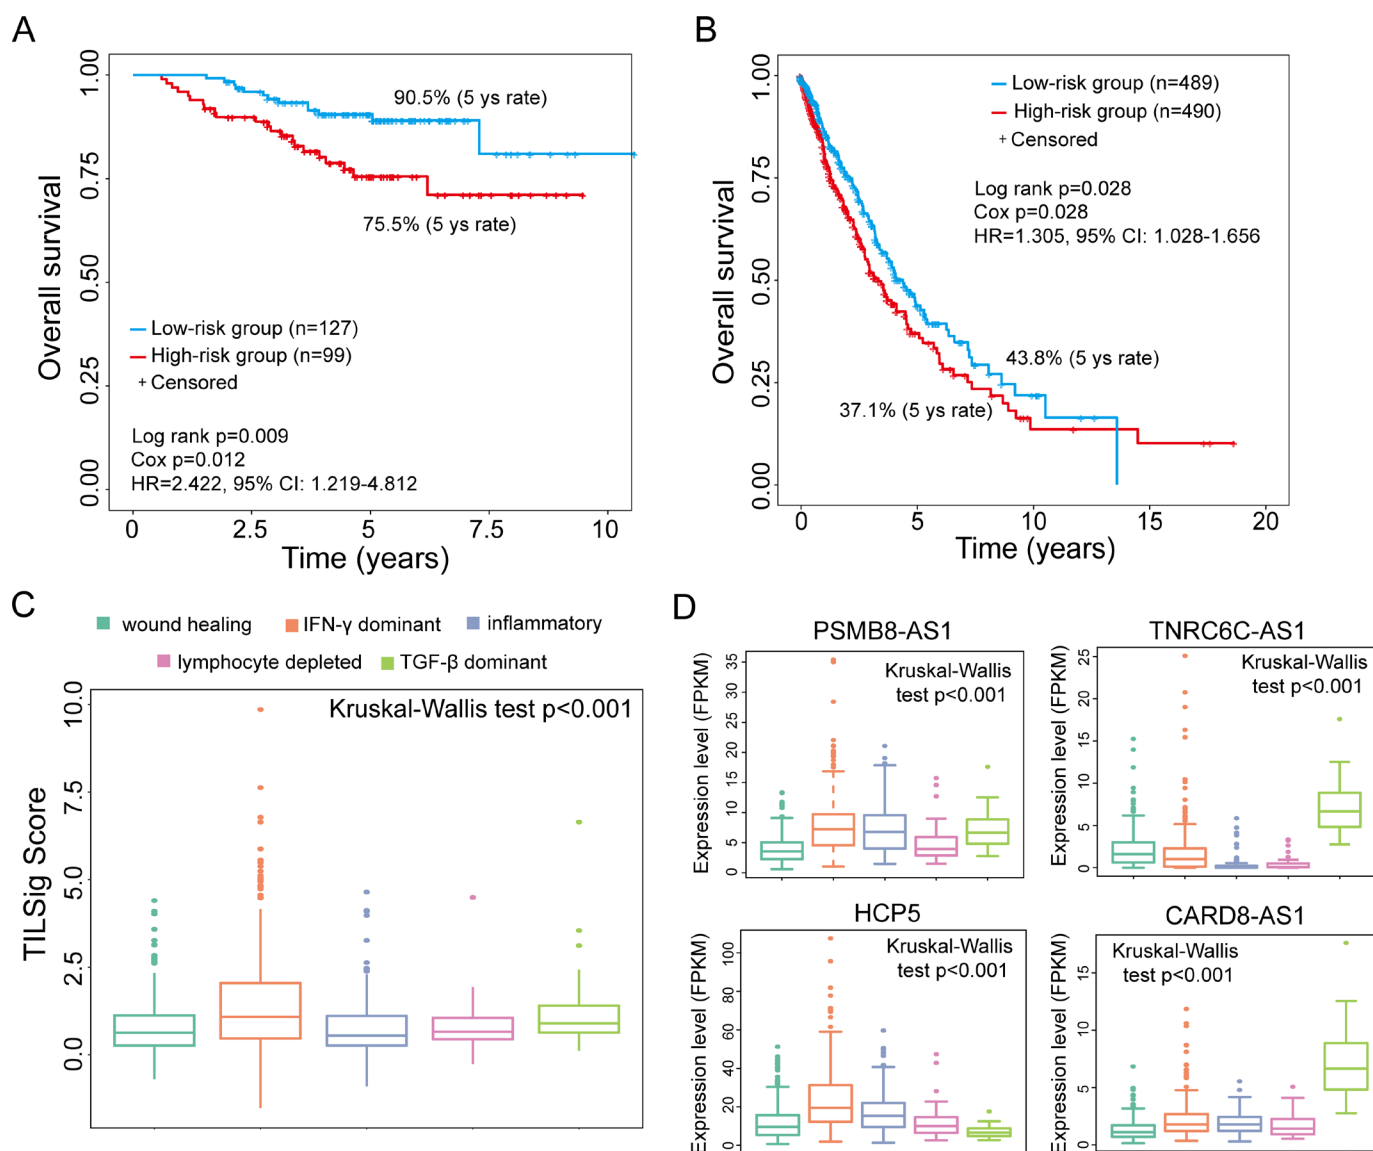 A
1.00
0.75
0.50
0.25
0.00
Overall survival
90.5% (5 ys rate)
75.5% (5 ys rate)
Low-risk group (n=127)
High-risk group (n=99)
+ Censored
Log rank p=0.009
Cox p=0.012
HR=2.422, 95% CI: 1.219-4.812
0 2.5 5 7.5 10
Time (years)
B
1.00
0.75
0.50
0.25
0.00
Overall survival
Low-risk group (n=489)
High-risk group (n=490)
+ Censored
Log rank p=0.028
Cox p=0.028
HR=1.305, 95% CI: 1.028-1.656
43.8% (5 ys rate)
37.1% (5 ys rate)
0 5 10 15 20
Time (years)
C
wound healing IFN-γ dominant inflammatory
lymphocyte depleted TGF-β dominant
Kruskal-Wallis test p<0.001
10.0
7.5
5.0
2.5
0.0
TILSig Score
D
PSMB8-AS1
Kruskal-Wallis
test p<0.001
35
30
25
20
15
10
5
0
Expression level (FPKM)
TNRC6C-AS1
Kruskal-Wallis
test p<0.001
25
20
15
10
5
0
Expression level (FPKM)
HCP5
Kruskal-Wallis
test p<0.001
100
80
60
40
20
0
Expression level (FPKM)
CARD8-AS1
Kruskal-Wallis
test p<0.001
15
10
5
0
Expression level (FPKM)